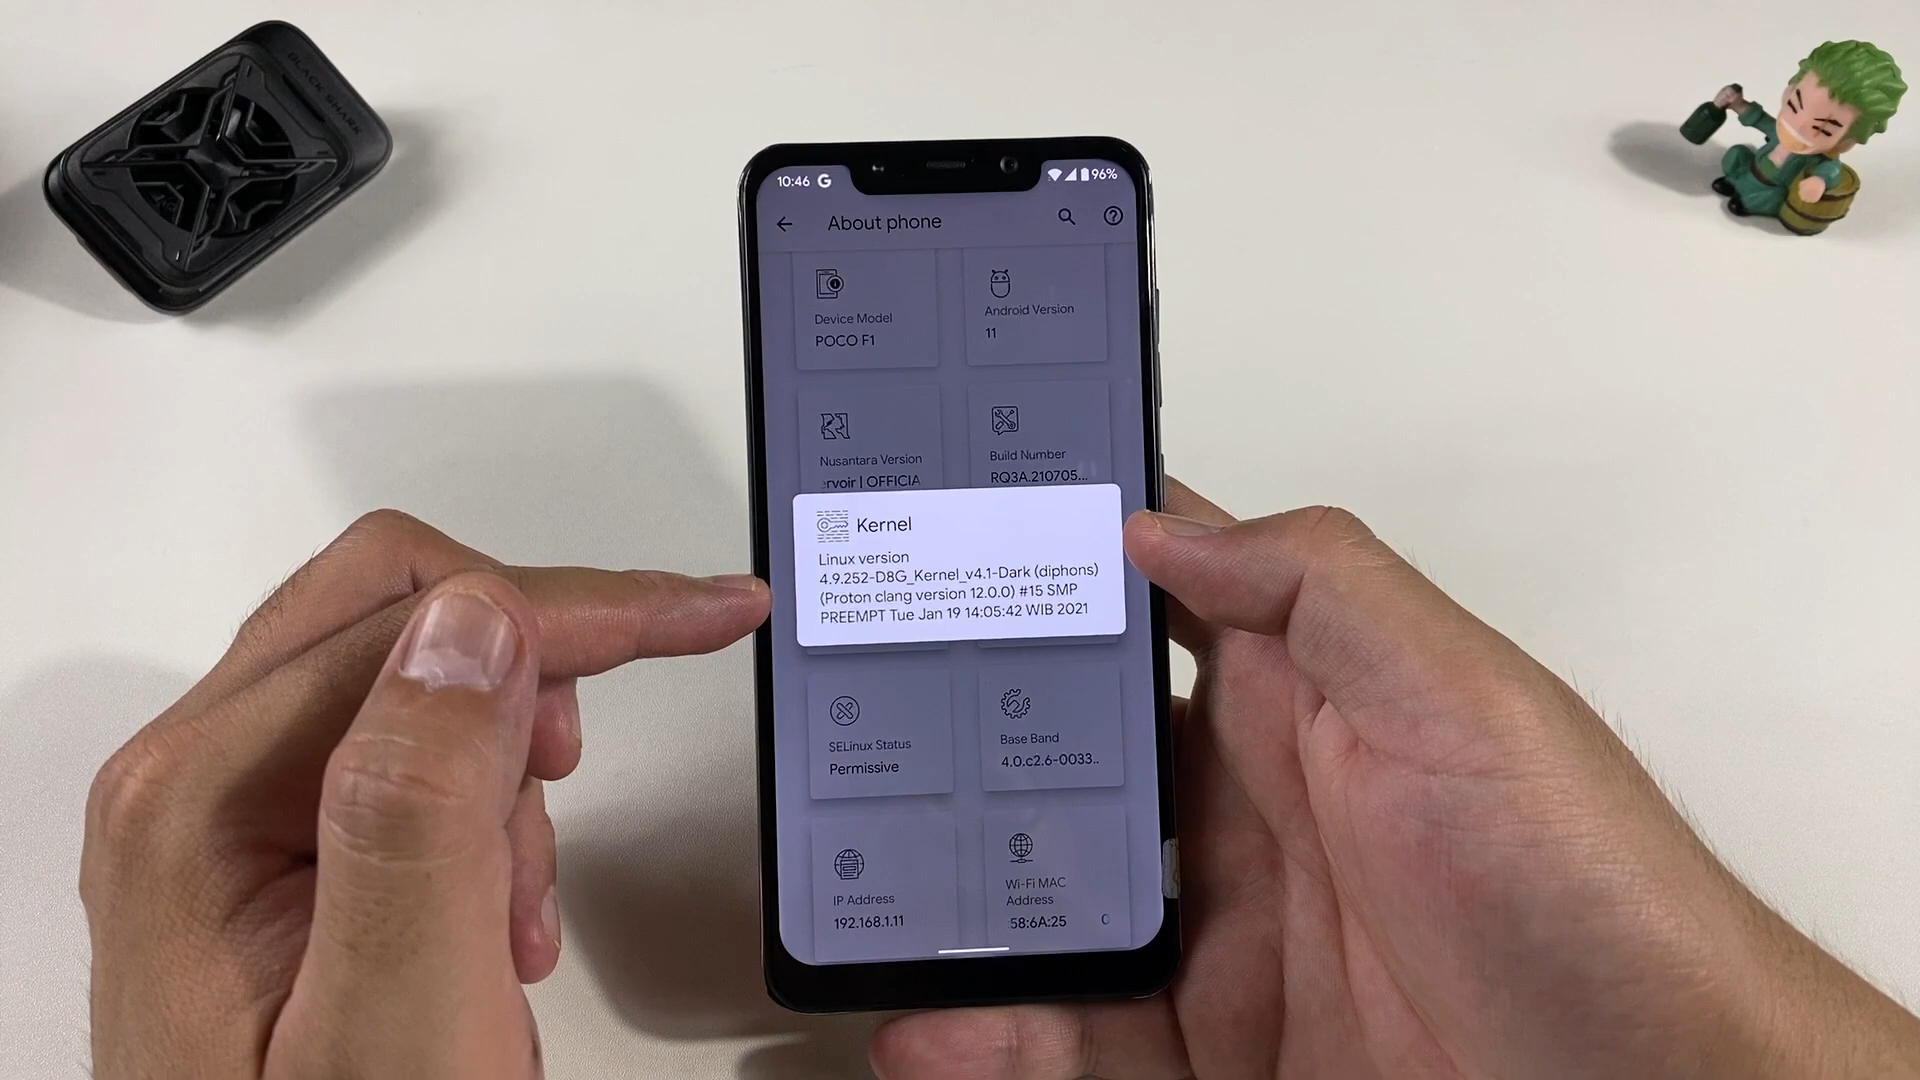 BLACK SHARK
10:46 G
96%
About phone
Device Model
POCO F1
Android Version
11
Nusantara Version
ervoir | OFFICIA
Build Number
RQ3A.210705...
Kernel
Linux version
4.9.252-D8G_Kernel_v4.1-Dark (diphons)
(Proton clang version 12.0.0) #15 SMP
PREEMPT Tue Jan 19 14:05:42 WIB 2021
SELinux Status
Permissive
Base Band
4.0.c2.6-0033..
IP Address
192.168.1.11
Wi-Fi MAC
Address
58:6A:25